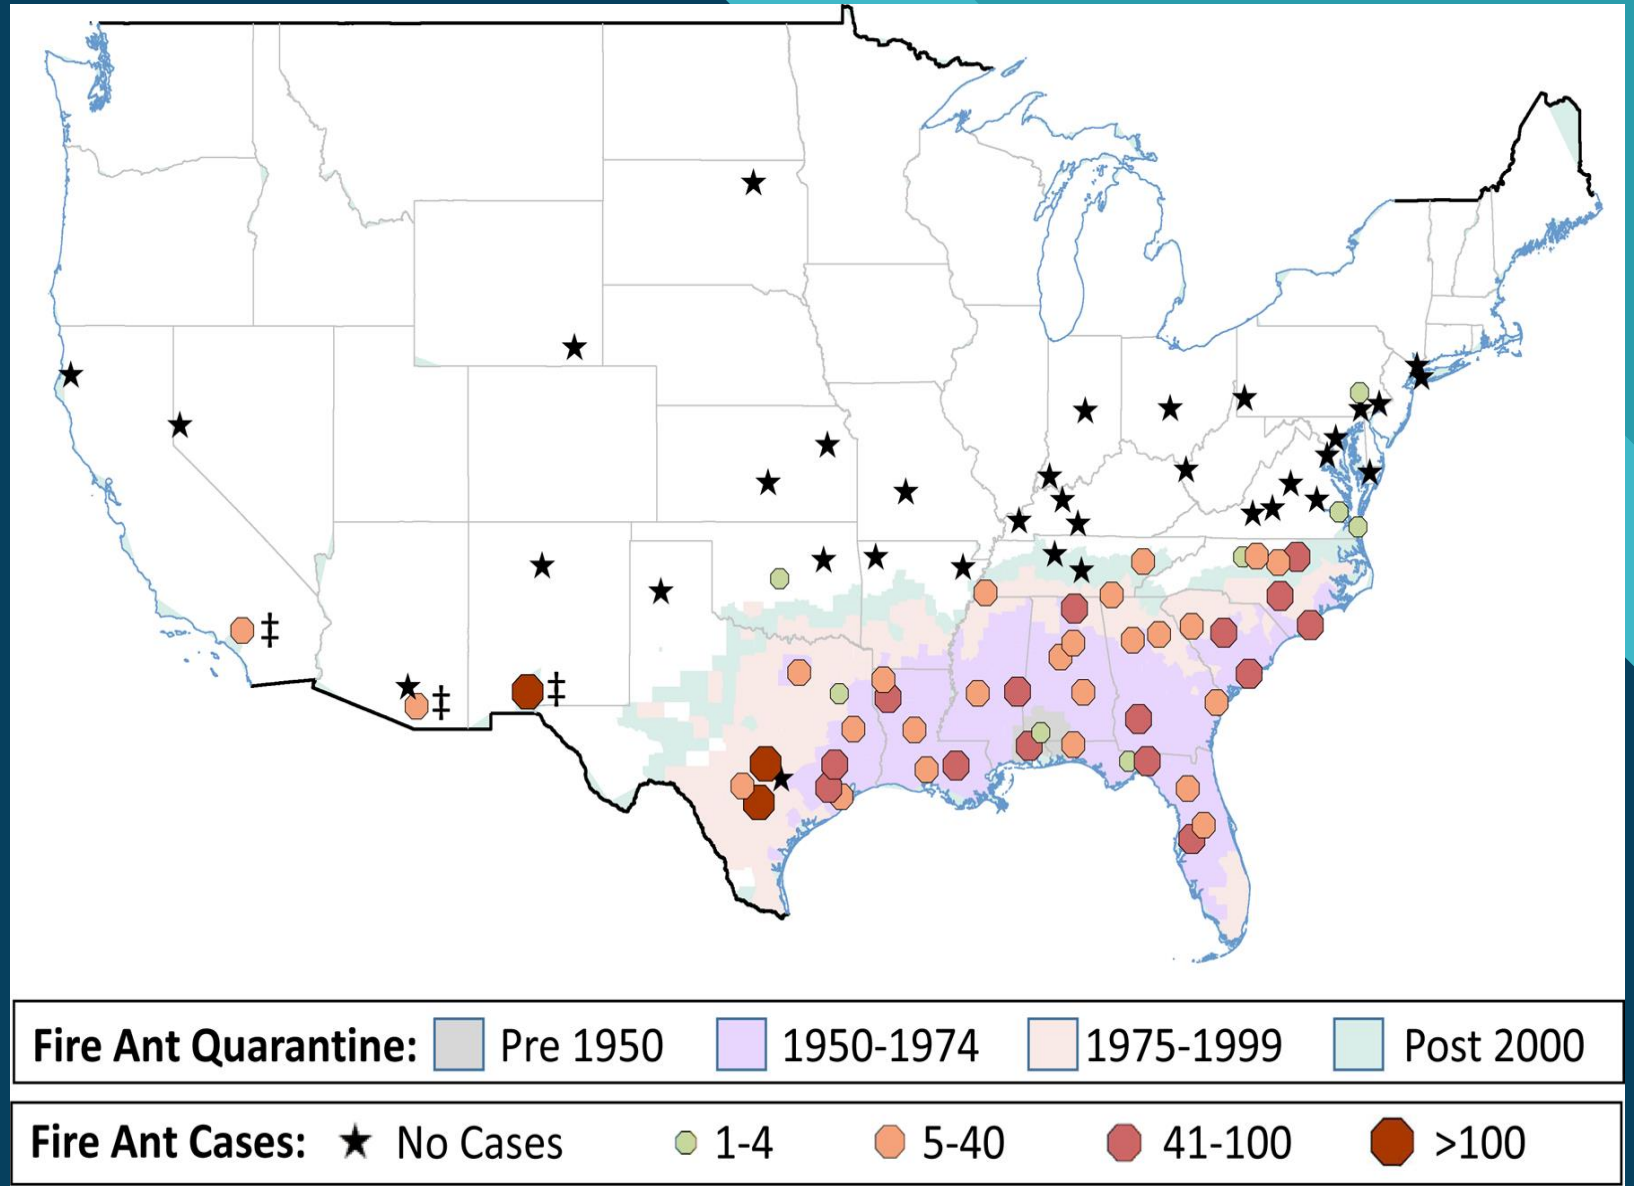 ‡
‡
‡
Fire Ant Quarantine: Pre 1950 1950-1974 1975-1999 Post 2000
Fire Ant Cases: No Cases 1-4 5-40 41-100 >100